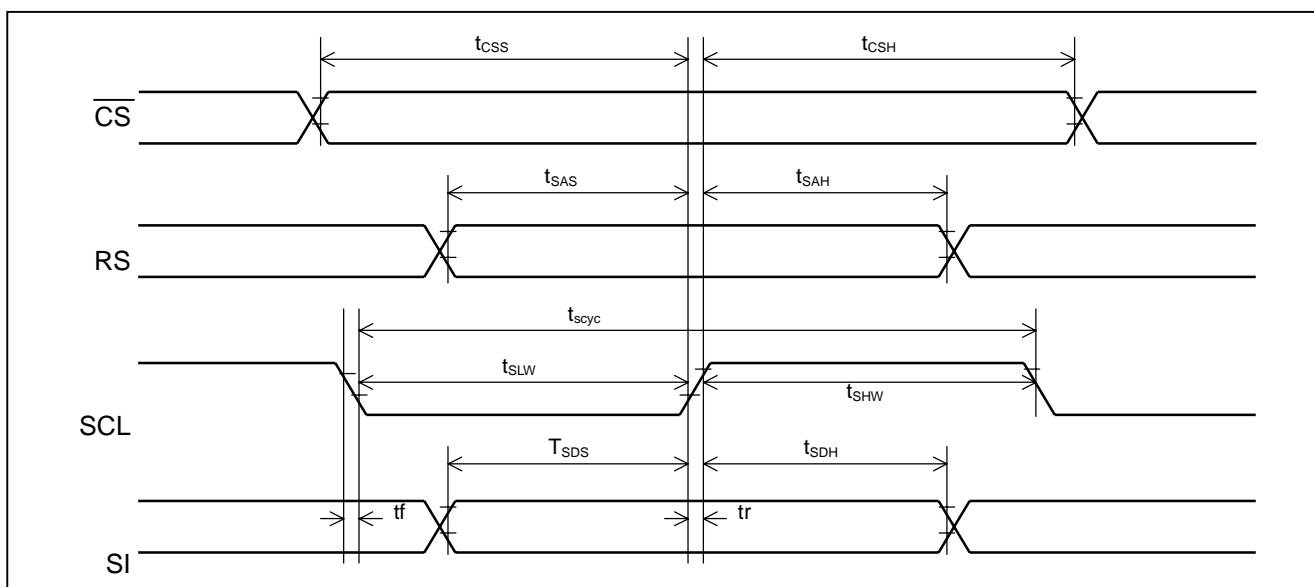 tCSS
tCSH
CS
tSAS
tSAH
RS
tscyc
tSLW
tSHW
SCL
TSDS
tSDH
tf
tr
SI